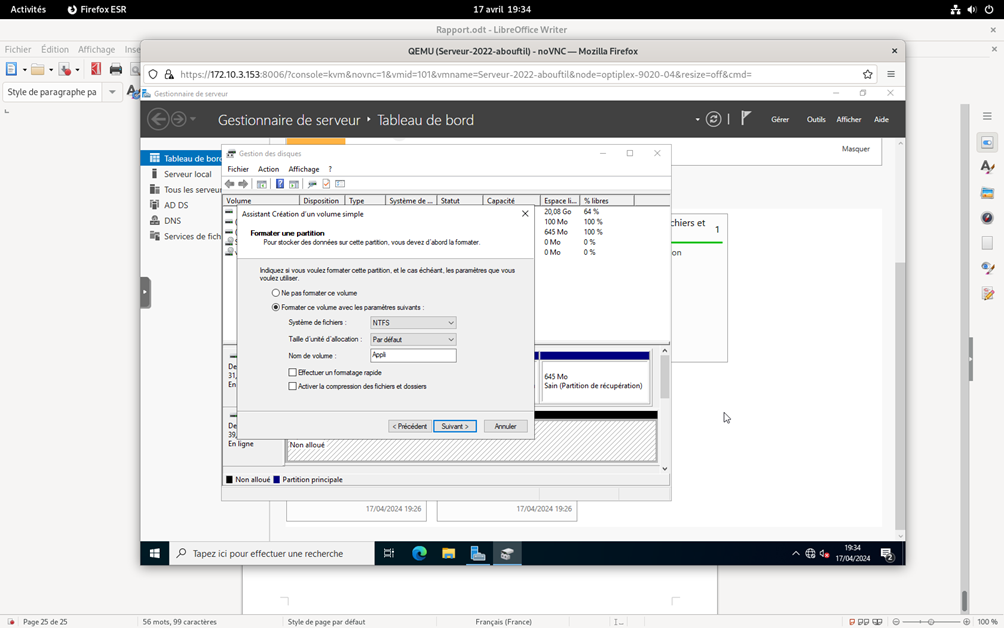 Activités
Firefox ESR
17 avril 19:34
Rapport.odt - LibreOffice Writer
Fichier Édition Affichage Inse
Style de paragraphe pa
QEMU (Serveur-2022-abouftil) - noVNC — Mozilla Firefox
https://172.10.3.153:8006/?console=kvm&novnc=1&vmid=101&vmname=Serveur-2022-abouftil&node=optiplex-9020-04&resize=off&cmd=
Gestionnaire de serveur
Gestionnaire de serveur ‣ Tableau de bord
Gérer Outils Afficher Aide
Masquer
Tableau de bord
Serveur local
Tous les serveur
AD DS
DNS
Services de fich
Gestion des disques
Fichier Action Affichage ?
Volume Disposition Type Système de ... Statut Capacité Espace li... % libres
20,08 Go 64 %
100 Mo 100 %
645 Mo 100 %
0 Mo 0 %
0 Mo 0 %
chiers et 1
on
Assistant Création d'un volume simple
Formater une partition
Pour stocker des données sur cette partition, vous devez d'abord la formater.
Indiquez si vous voulez formater cette partition, et le cas échéant, les paramètres que vous
voulez utiliser.
Ne pas formater ce volume
Formater ce volume avec les paramètres suivants :
Système de fichiers : NTFS
Taille d'unité d'allocation : Par défaut
Nom de volume : Appli
Effectuer un formatage rapide
Activer la compression des fichiers et dossiers
< Précédent Suivant > Annuler
De
31,
En
645 Mo
Sain (Partition de récupération)
De
39,
En ligne
Non alloué
Non alloué Partition principale
17/04/2024 19:26
17/04/2024 19:26
Tapez ici pour effectuer une recherche
19:34
17/04/2024
2
Page 25 de 25
56 mots, 99 caractères
Style de page par défaut
Français (France)
100 %